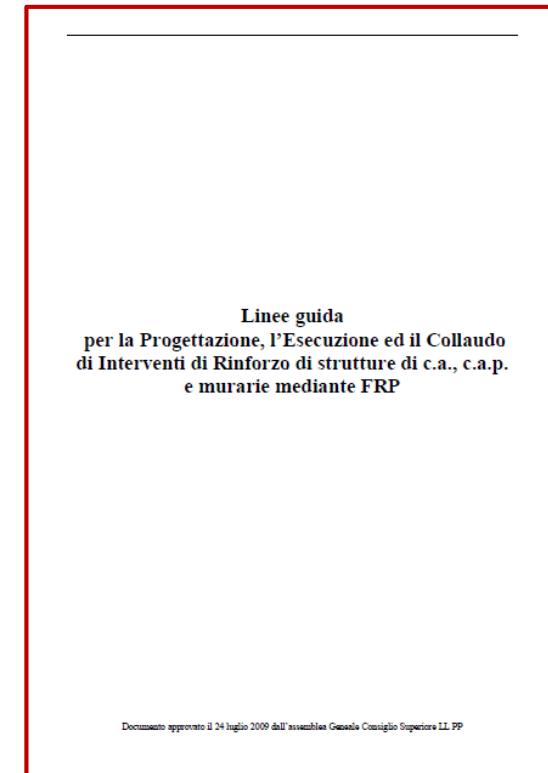 Linee guida
per la Progettazione, l'Esecuzione ed il Collaudo
di Interventi di Rinforzo di strutture di c.a., c.a.p.
e murarie mediante FRP
Documento approvato il 24 luglio 2009 dall'assemblea Geneale Consiglio Superiore LL PP